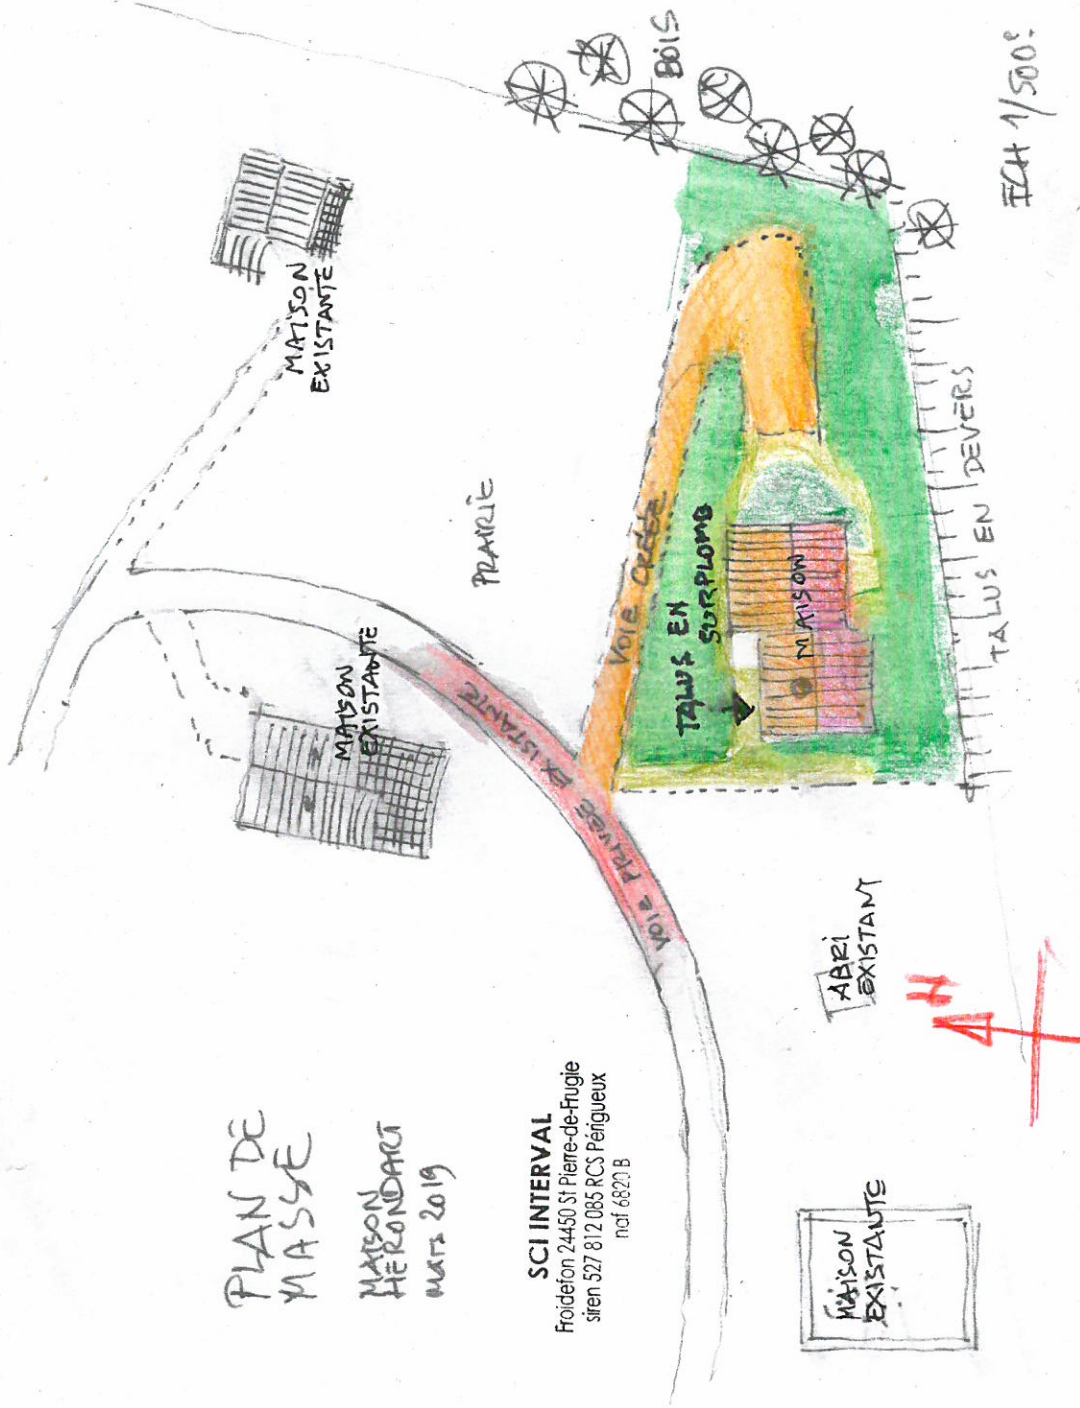 PLAN DE
MASSE
MAISON
HERONDART
mars 2019
SCI INTERVAL
Froidefon 24450 St Pierre-de-Frugie
siren 527 812 085 RCS Périgueux
naf 6820 B
MAISON
EXISTANTE
MAISON
EXISTANTE
PRAIRIE
BOIS
VOIE PRIVEE EXISTANTE
VOIE CREEE
TALUS EN
SURPLOMB
MAISON
TALUS EN DEVERS
ABRI
EXISTANT
N
MAISON
EXISTANTE
ECH 1/500e